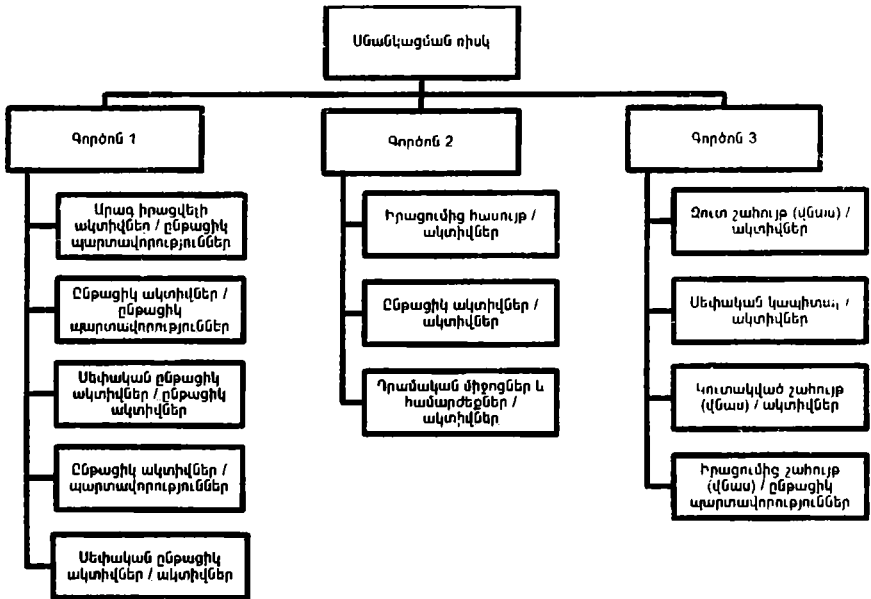 Սնանկացման ռիսկ
Գործոն 1
Արագ իրացվելի
ակտիվներ / ընթացիկ
պարտավորություններ
Ընթացիկ ակտիվներ /
ընթացիկ
պարտավորություններ
Սեփական ընթացիկ
ակտիվներ / ընթացիկ
ակտիվներ
Ընթացիկ ակտիվներ /
պարտավորություններ
Սեփական ընթացիկ
ակտիվներ / ակտիվներ
Գործոն 2
Իրացումից հասույթ /
ակտիվներ
Ընթացիկ ակտիվներ /
ակտիվներ
Դրամական միջոցներ և
համարժեքներ /
ակտիվներ
Գործոն 3
Զուտ շահույթ (վնաս) /
ակտիվներ
Սեփական կապիտալ /
ակտիվներ
Կուտակված շահույթ
(վնաս) / ակտիվներ
Իրացումից շահույթ
(վնաս) / ընթացիկ
պարտավորություններ